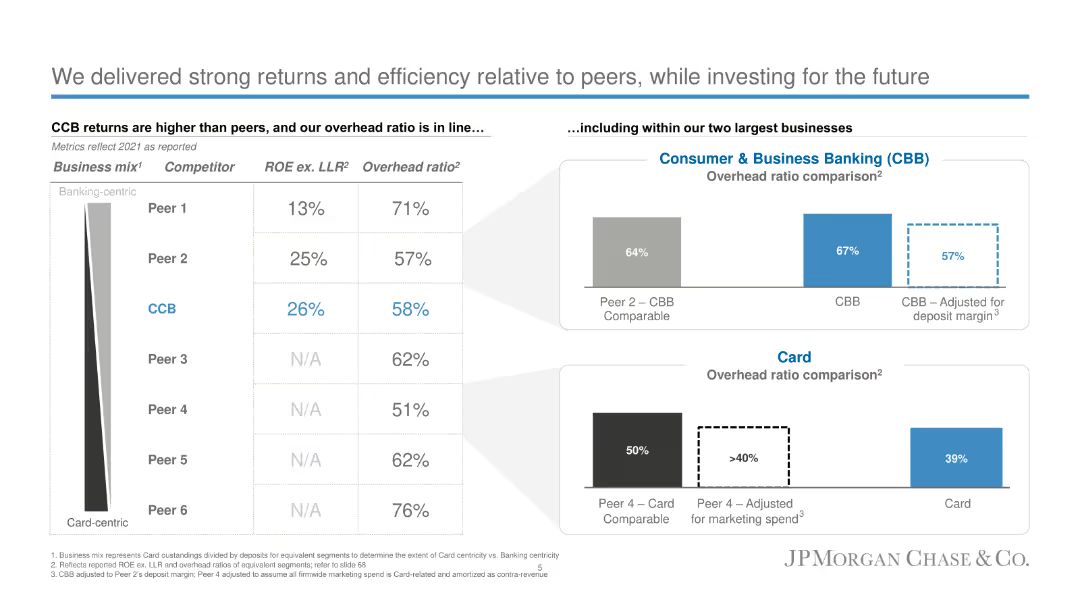 We delivered strong returns and efficiency relative to peers, while investing for the future
CCB returns are higher than peers, and our overhead ratio is in line…
Metrics reflect 2021 as reported
Business mix¹ Competitor ROE ex. LLR² Overhead ratio²
Banking-centric
Peer 1 13% 71%
Peer 2 25% 57%
CCB 26% 58%
Peer 3 N/A 62%
Peer 4 N/A 51%
Peer 5 N/A 62%
Peer 6 N/A 76%
Card-centric
…including within our two largest businesses
Consumer & Business Banking (CBB)
Overhead ratio comparison²
64% 67% 57%
Peer 2 – CBB Comparable
CBB
CBB – Adjusted for deposit margin³
Card
Overhead ratio comparison²
50% >40% 39%
Peer 4 – Card Comparable
Peer 4 – Adjusted for marketing spend³
Card
1. Business mix represents Card outstandings divided by deposits for equivalent segments to determine the extent of Card centricity vs. Banking centricity
2. Reflects reported ROE ex. LLR and overhead ratios of equivalent segments; refer to slide 68
3. CBB adjusted to Peer 2's deposit margin; Peer 4 adjusted to assume all firmwide marketing spend is Card-related and amortized as contra-revenue
5
JPMORGAN CHASE & CO.